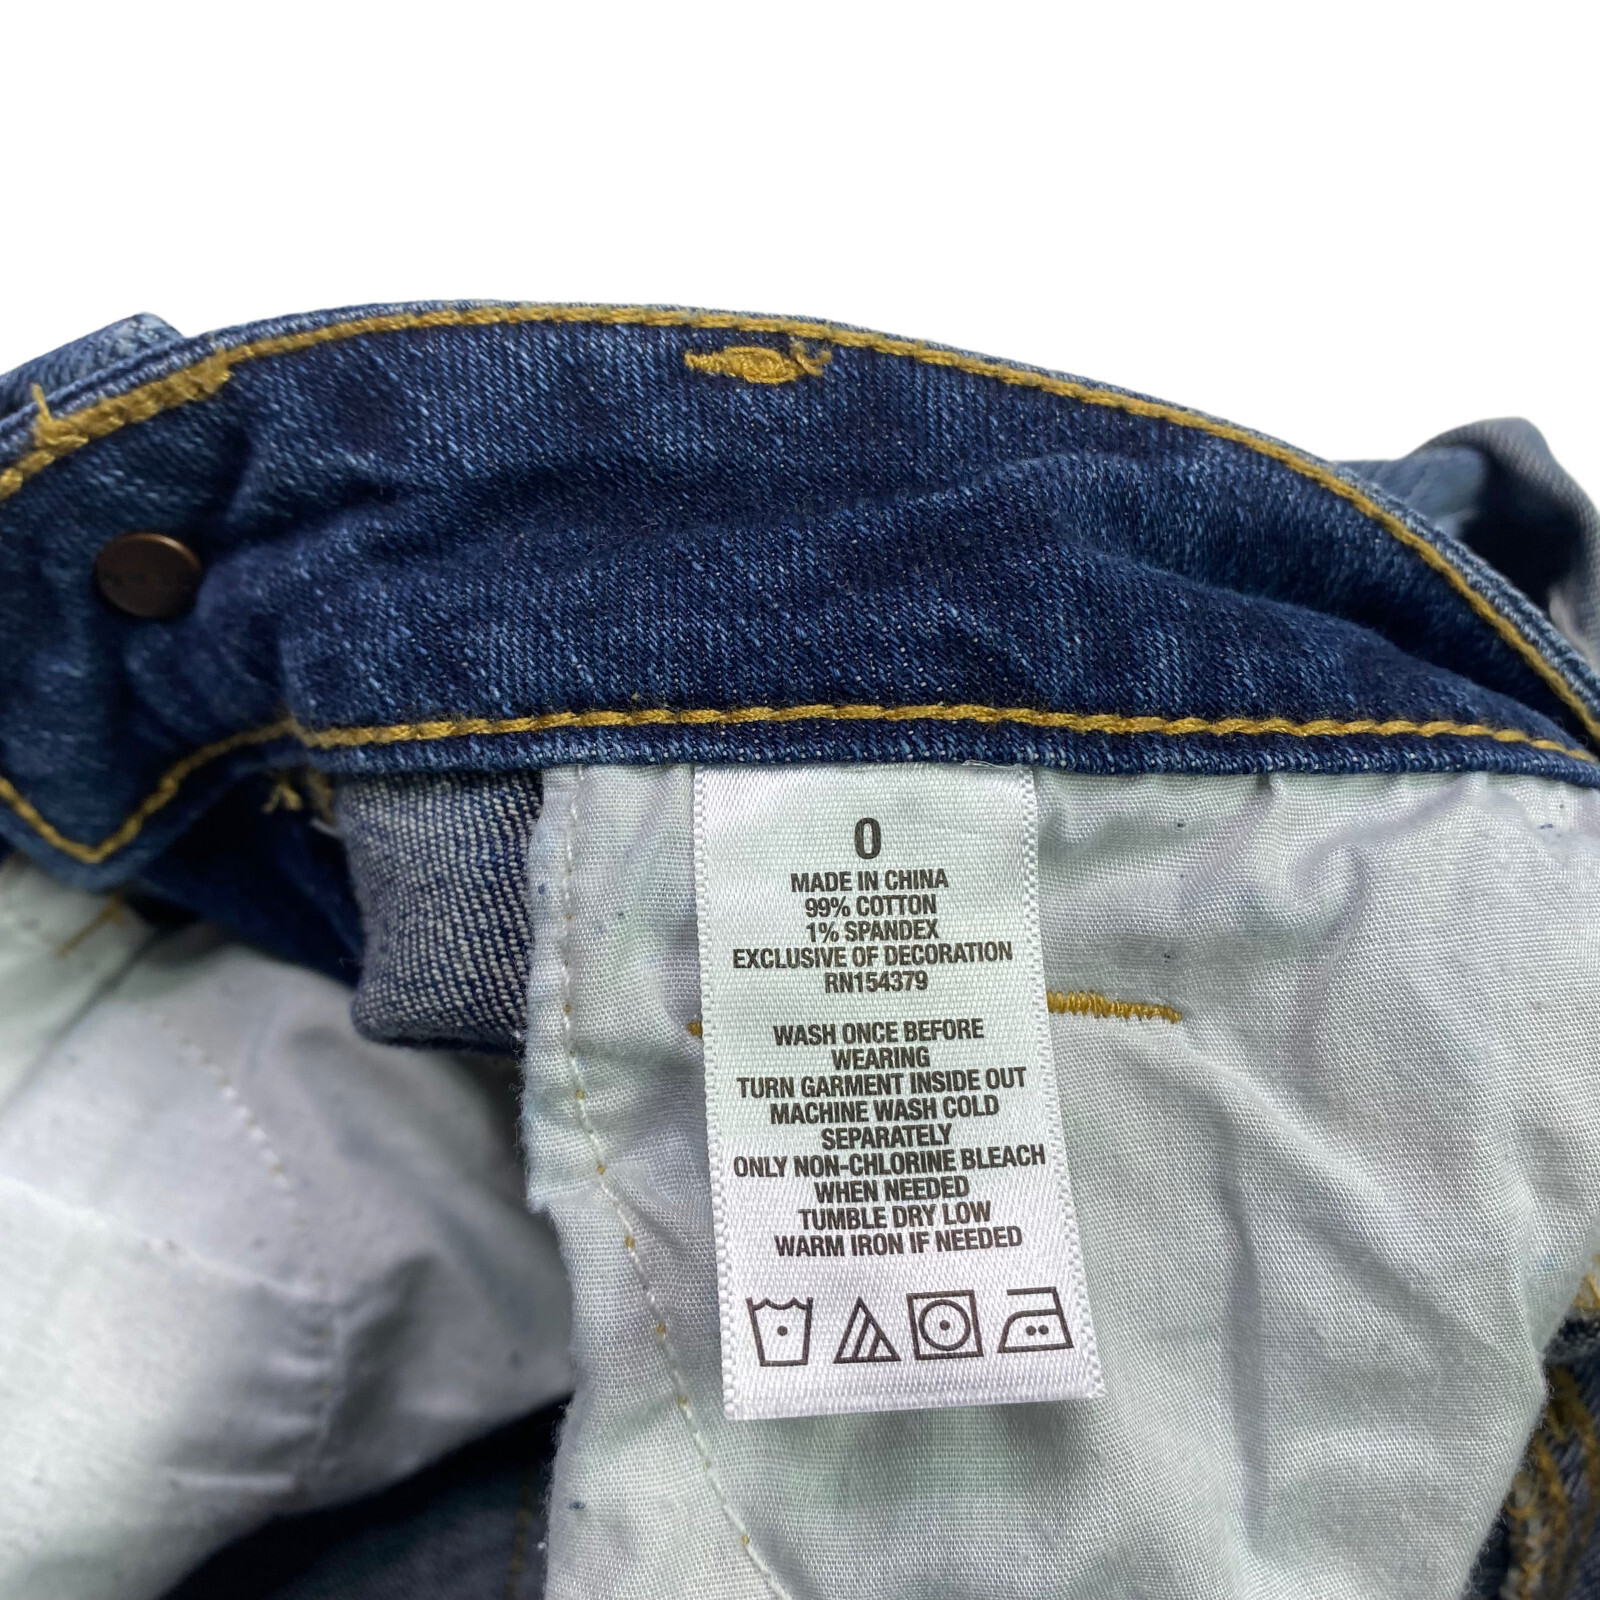 0
MADE IN CHINA
99% COTTON
1% SPANDEX
EXCLUSIVE OF DECORATION
RN154379
WASH ONCE BEFORE
WEARING
TURN GARMENT INSIDE OUT
MACHINE WASH COLD
SEPARATELY
ONLY NON-CHLORINE BLEACH
WHEN NEEDED
TUMBLE DRY LOW
WARM IRON IF NEEDED